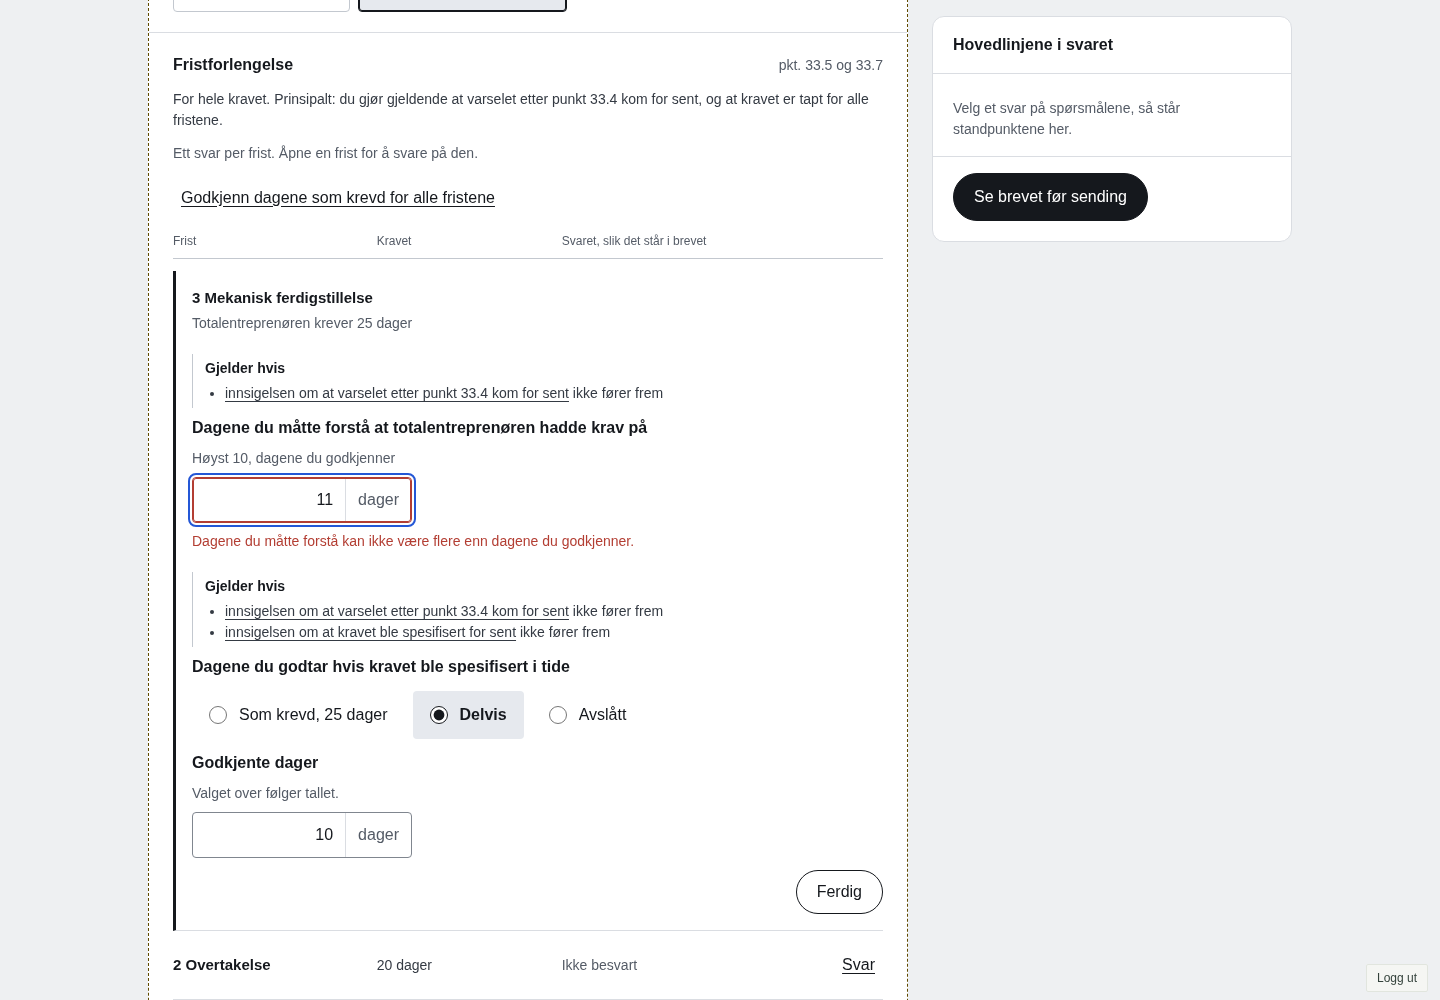 Fristforlengelse
pkt. 33.5 og 33.7
For hele kravet. Prinsipalt: du gjør gjeldende at varselet etter punkt 33.4 kom for sent, og at kravet er tapt for alle
fristene.
Ett svar per frist. Åpne en frist for å svare på den.
Godkjenn dagene som krevd for alle fristene
Frist
Kravet
Svaret, slik det står i brevet
3 Mekanisk ferdigstillelse
Totalentreprenøren krever 25 dager
Gjelder hvis
• innsigelsen om at varselet etter punkt 33.4 kom for sent ikke fører frem
Dagene du måtte forstå at totalentreprenøren hadde krav på
Høyst 10, dagene du godkjenner
11 dager
Dagene du måtte forstå kan ikke være flere enn dagene du godkjenner.
Gjelder hvis
• innsigelsen om at varselet etter punkt 33.4 kom for sent ikke fører frem
• innsigelsen om at kravet ble spesifisert for sent ikke fører frem
Dagene du godtar hvis kravet ble spesifisert i tide
Som krevd, 25 dager
Delvis
Avslått
Godkjente dager
Valget over følger tallet.
10 dager
Ferdig
2 Overtakelse
20 dager
Ikke besvart
Svar
Hovedlinjene i svaret
Velg et svar på spørsmålene, så står
standpunktene her.
Se brevet før sending
Logg ut